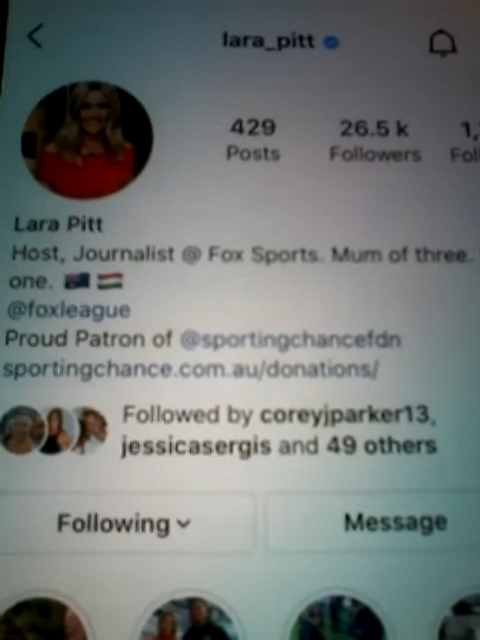 lara_pitt
429
26.5 k
1,
Posts
Followers
Fol
Lara Pitt
Host, Journalist @ Fox Sports. Mum of three.
one. 🇦🇺 🇭🇺
@foxleague
Proud Patron of @sportingchancefdn
sportingchance.com.au/donations/
Followed by coreyjparker13,
jessicasergis and 49 others
Following
Message